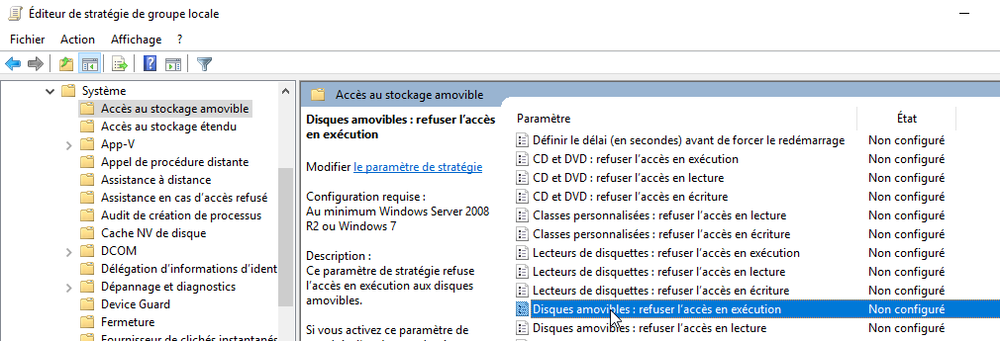 Éditeur de stratégie de groupe locale
Fichier Action Affichage ?
Système
Accès au stockage amovible
Accès au stockage étendu
App-V
Appel de procédure distante
Assistance à distance
Assistance en cas d'accès refusé
Audit de création de processus
Cache NV de disque
DCOM
Délégation d'informations d'ident
Dépannage et diagnostics
Device Guard
Fermeture
Fournisseur de clichés instantanés
Accès au stockage amovible
Disques amovibles : refuser l'accès
en exécution
Modifier le paramètre de stratégie
Configuration requise :
Au minimum Windows Server 2008
R2 ou Windows 7
Description :
Ce paramètre de stratégie refuse
l'accès en exécution aux disques
amovibles.
Si vous activez ce paramètre de
Paramètre État
Définir le délai (en secondes) avant de forcer le redémarrage Non configuré
CD et DVD : refuser l'accès en exécution Non configuré
CD et DVD : refuser l'accès en lecture Non configuré
CD et DVD : refuser l'accès en écriture Non configuré
Classes personnalisées : refuser l'accès en lecture Non configuré
Classes personnalisées : refuser l'accès en écriture Non configuré
Lecteurs de disquettes : refuser l'accès en exécution Non configuré
Lecteurs de disquettes : refuser l'accès en lecture Non configuré
Lecteurs de disquettes : refuser l'accès en écriture Non configuré
Disques amovibles : refuser l'accès en exécution Non configuré
Disques amovibles : refuser l'accès en lecture Non configuré